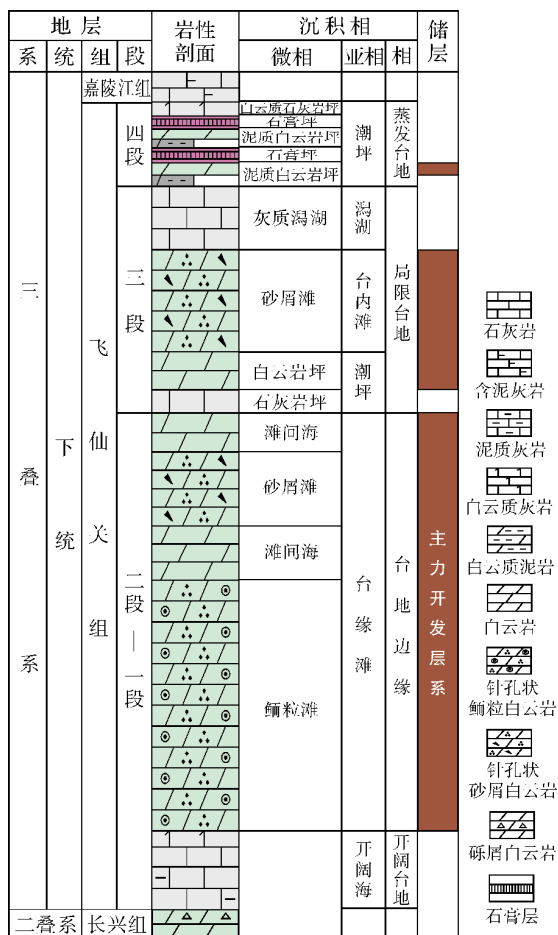 地层
岩性剖面
沉积相
储层
系
统
组
段
微相
亚相
相
三叠系
下统
嘉陵江组
飞仙关组
四段
三段
二段—一段
白云质石灰岩坪
石膏坪
泥质白云岩坪
石膏坪
泥质白云岩坪
灰质潟湖
砂屑滩
白云岩坪
石灰岩坪
滩间海
砂屑滩
滩间海
鲕粒滩
潮坪
潟湖
台内滩
潮坪
台缘滩
开阔海
蒸发台地
局限台地
台地边缘
开阔台地
主力开发层系
二叠系
长兴组
石灰岩
含泥灰岩
泥质灰岩
白云质灰岩
白云质泥岩
白云岩
针孔状
鲕粒白云岩
针孔状
砂屑白云岩
砾屑白云岩
石膏层